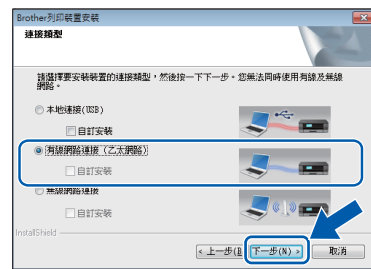 Brother列印裝置安裝
連接類型
請選擇要安裝裝置的連接類型，然後按一下下一步。您無法同時使用有線及無線
網路。
本地連接(USB)
自訂安裝
有線網路連接（乙太網路）
自訂安裝
無線網路連接
自訂安裝
InstallShield
< 上一步(B
下一步(N) >
取消